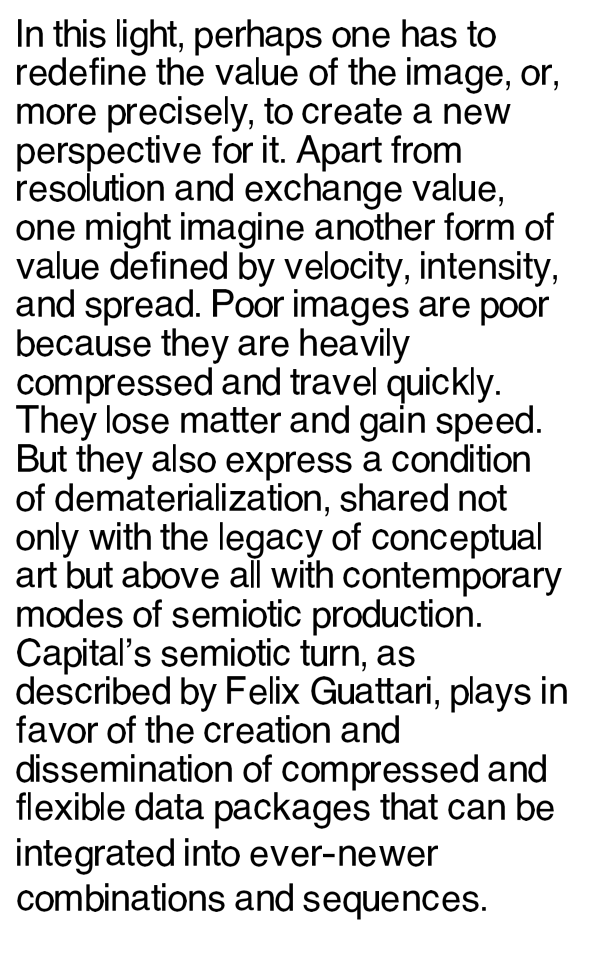 In this light, perhaps one has to
redefine the value of the image, or,
more precisely, to create a new
perspective for it. Apart from
resolution and exchange value,
one might imagine another form of
value defined by velocity, intensity,
and spread. Poor images are poor
because they are heavily
compressed and travel quickly.
They lose matter and gain speed.
But they also express a condition
of dematerialization, shared not
only with the legacy of conceptual
art but above all with contemporary
modes of semiotic production.
Capital’s semiotic turn, as
described by Felix Guattari, plays in
favor of the creation and
dissemination of compressed and
flexible data packages that can be
integrated into ever-newer
combinations and sequences.